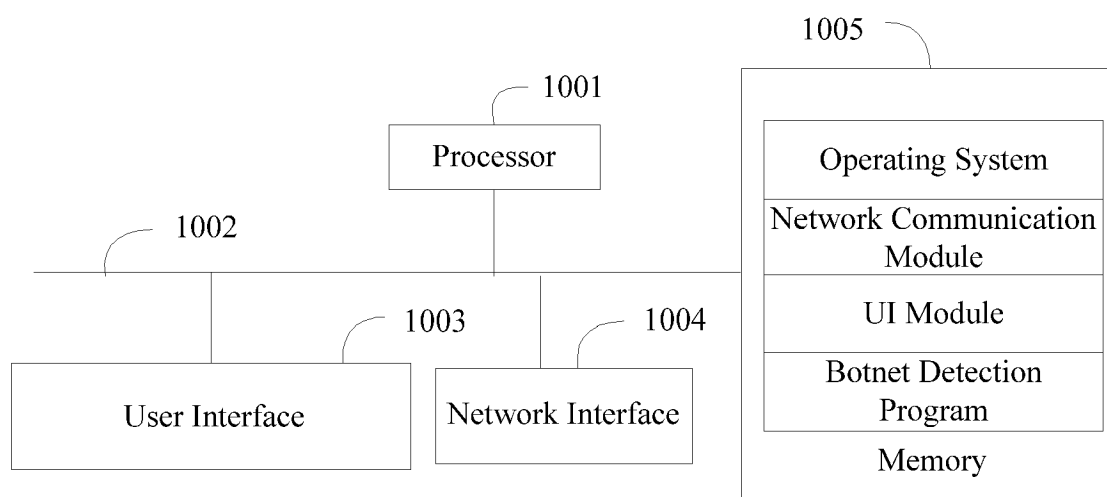 1005
1001
Processor
Operating System
Network Communication
Module
1002
UI Module
1003
1004
Botnet Detection
Program
User Interface
Network Interface
Memory